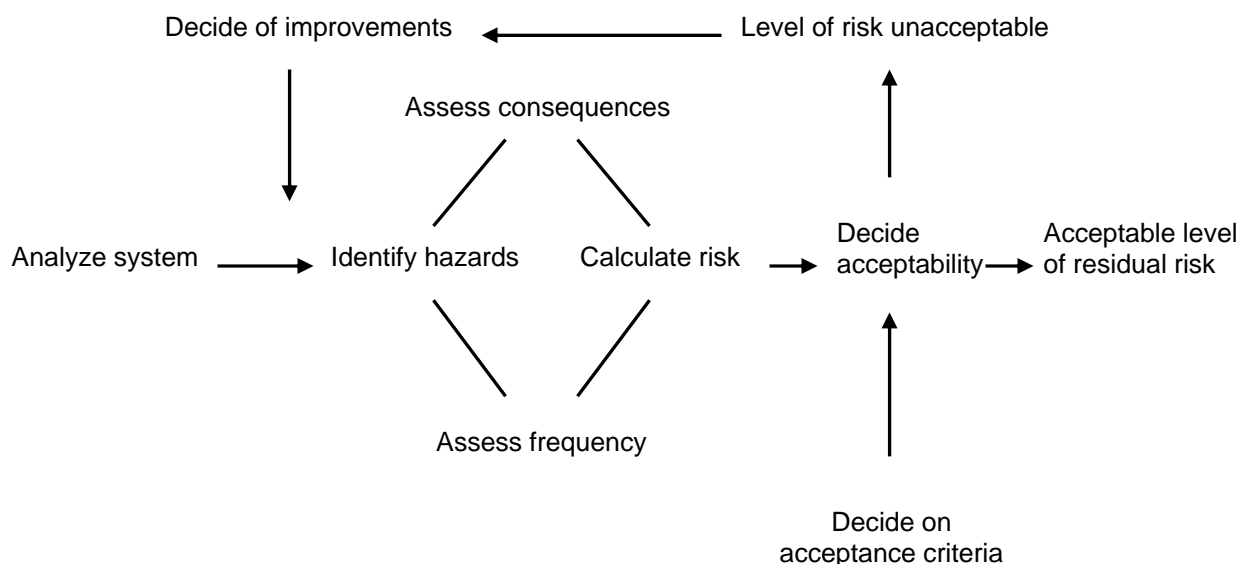 Decide of improvements
Level of risk unacceptable
Assess consequences
Analyze system
Identify hazards
Calculate risk
Decide
acceptability
Acceptable level
of residual risk
Assess frequency
Decide on
acceptance criteria